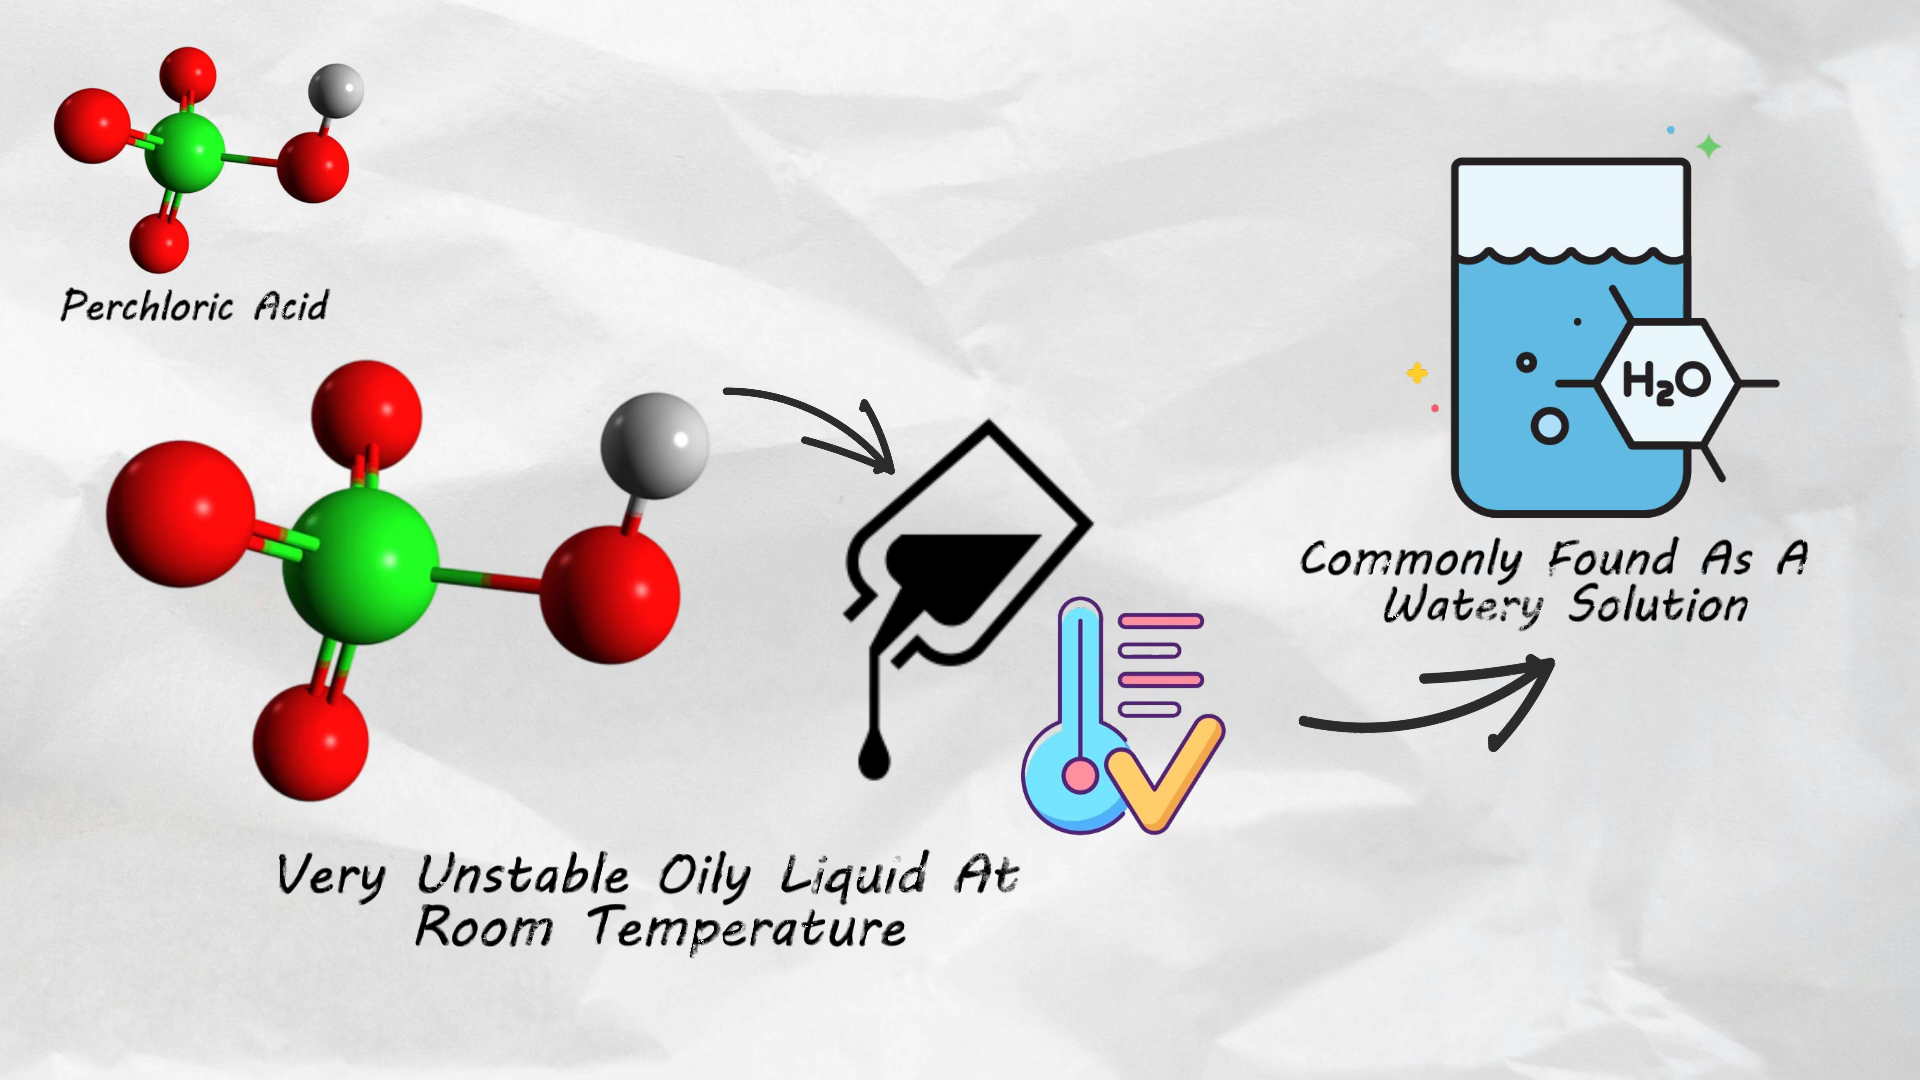 Perchloric Acid
H₂O
Commonly Found As A
Watery Solution
Very Unstable Oily Liquid At
Room Temperature